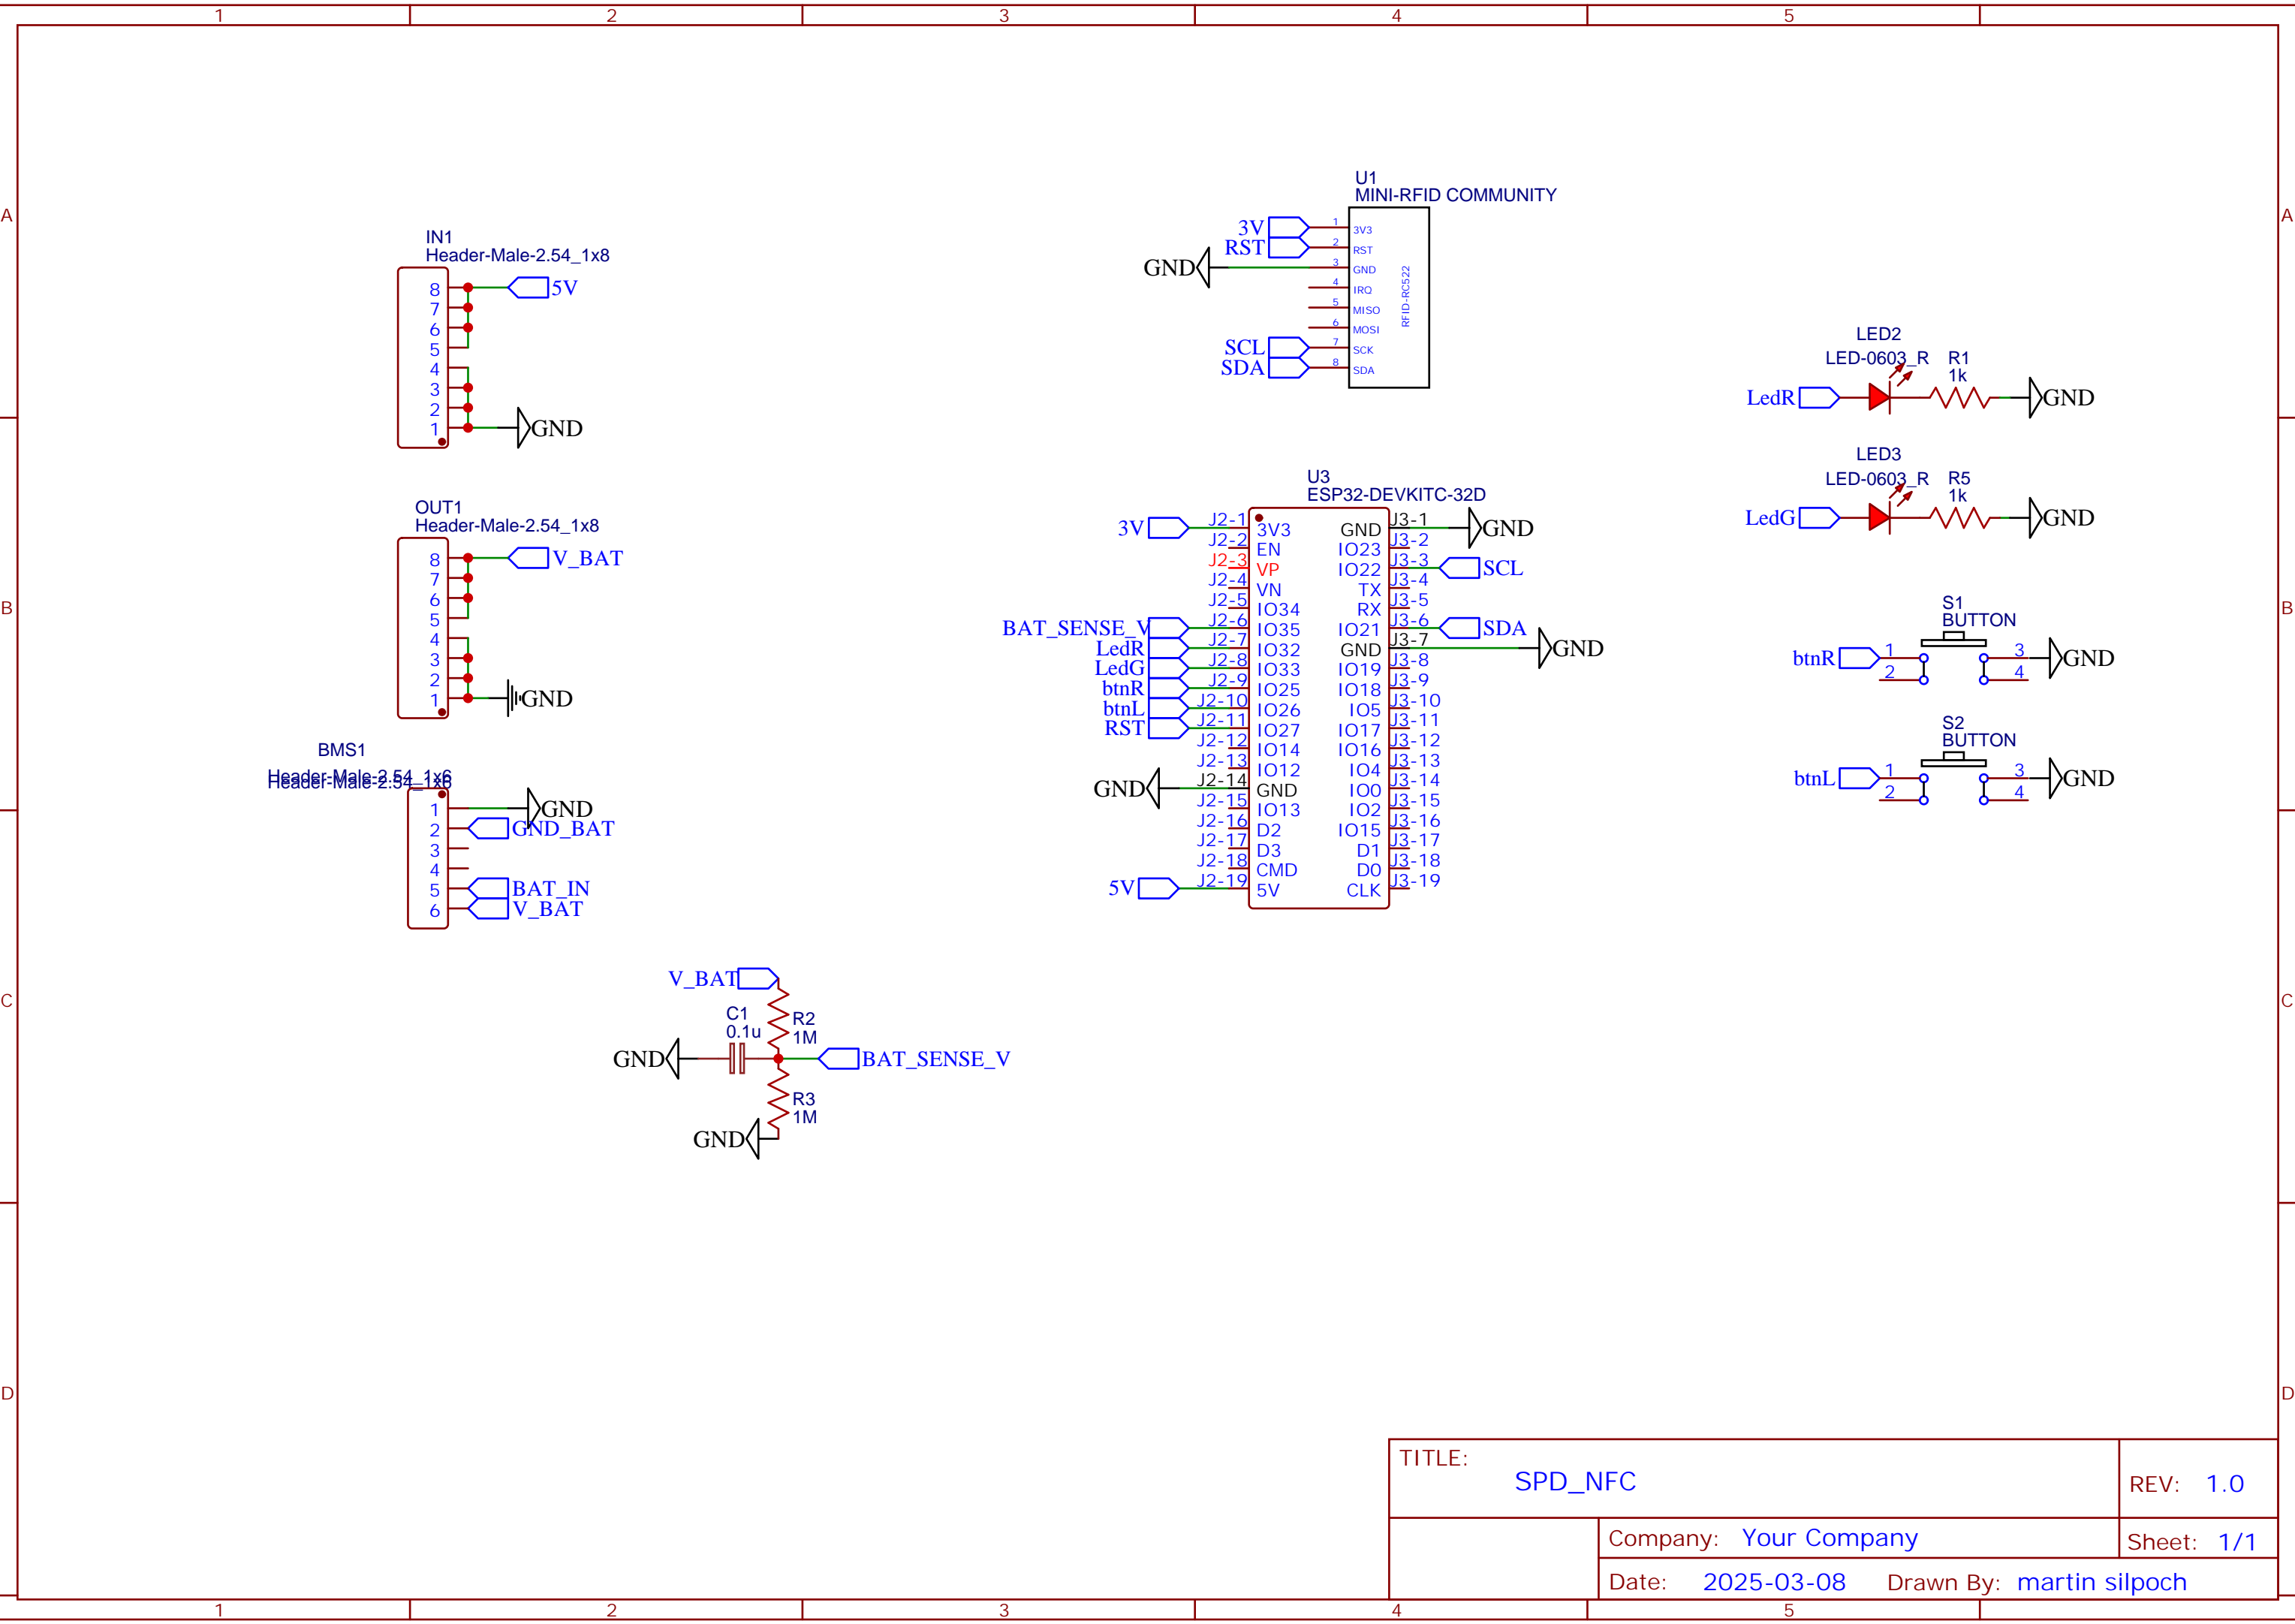 1 2 3 4 5
A A
B B
C C
D D
IN1
Header-Male-2.54_1x8
8
7
6
5
4
3
2
1
5V
GND
OUT1
Header-Male-2.54_1x8
8
7
6
5
4
3
2
1
V_BAT
GND
BMS1
Header-Male-2.54_1x6
Header-Male-2.54_1x6
1
2
3
4
5
6
GND
GND_BAT
BAT_IN
V_BAT
V_BAT
C1
0.1u
R2
1M
GND
BAT_SENSE_V
R3
1M
GND
U1
MINI-RFID COMMUNITY
3V 1 3V3
RST 2 RST
GND 3 GND
4 IRQ
5 MISO
6 MOSI
SCL 7 SCK
SDA 8 SDA
RFID-RC522
U3
ESP32-DEVKITC-32D
3V J2-1 3V3 GND J3-1 GND
J2-2 EN IO23 J3-2
J2-3 VP IO22 J3-3 SCL
J2-4 VN TX J3-4
J2-5 IO34 RX J3-5
BAT_SENSE_V J2-6 IO35 IO21 J3-6 SDA
LedR J2-7 IO32 GND J3-7 GND
LedG J2-8 IO33 IO19 J3-8
btnR J2-9 IO25 IO18 J3-9
btnL J2-10 IO26 IO5 J3-10
RST J2-11 IO27 IO17 J3-11
J2-12 IO14 IO16 J3-12
J2-13 IO12 IO4 J3-13
GND J2-14 GND IO0 J3-14
J2-15 IO13 IO2 J3-15
J2-16 D2 IO15 J3-16
J2-17 D3 D1 J3-17
J2-18 CMD D0 J3-18
5V J2-19 5V CLK J3-19
LED2
LED-0603_R R1
1k
LedR GND
LED3
LED-0603_R R5
1k
LedG GND
S1
BUTTON
btnR 1 3 GND
2 4
S2
BUTTON
btnL 1 3 GND
2 4
TITLE:
SPD_NFC
REV: 1.0
Company: Your Company
Sheet: 1/1
Date: 2025-03-08 Drawn By: martin silpoch
1 2 3 4 5